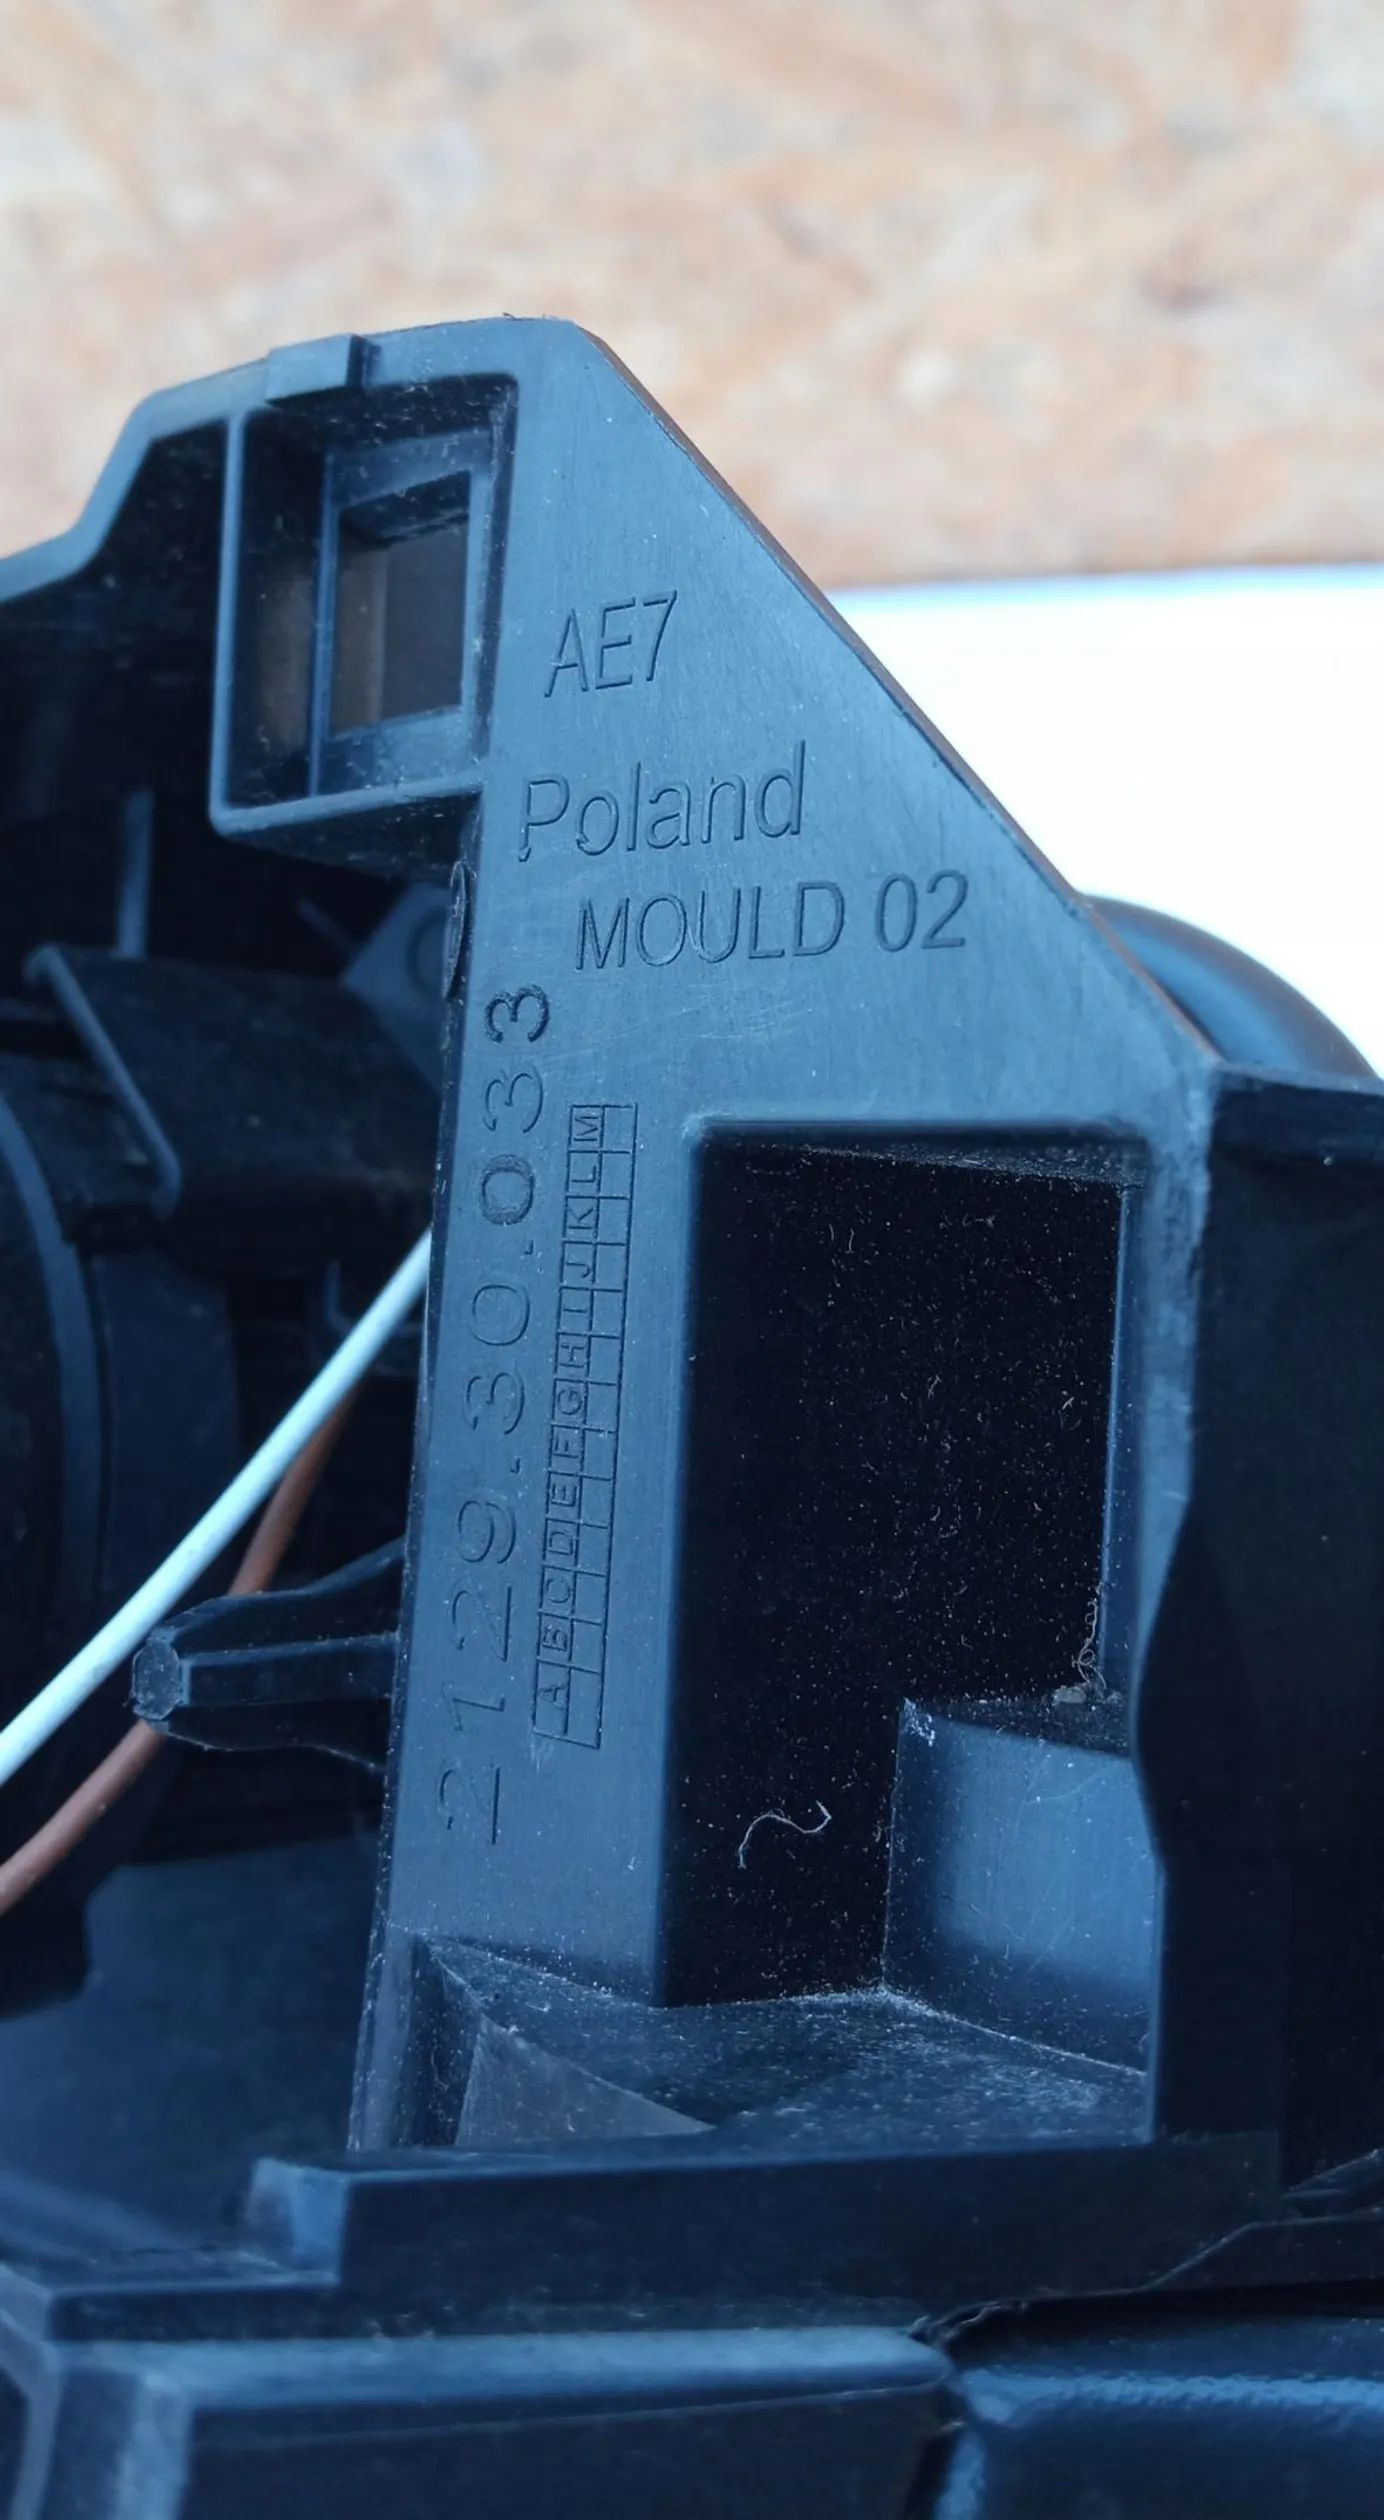 AE7
Poland
MOULD 02
2129.30.033
A B C D E F G H I J K L M